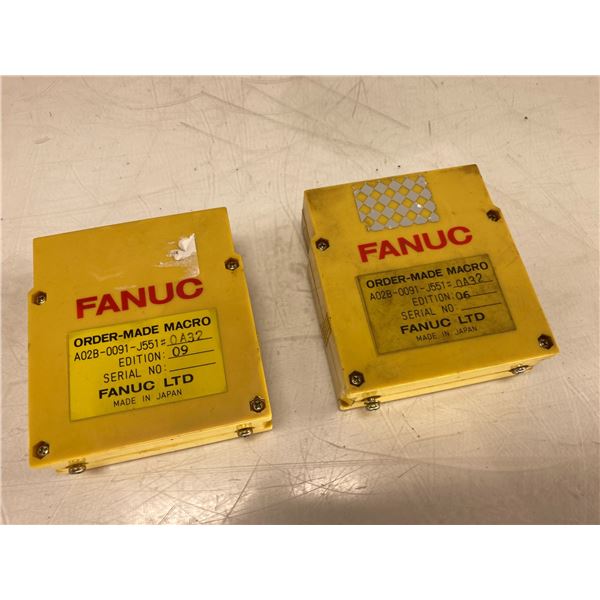 FANUC
ORDER-MADE MACRO
A02B-0091-J551#0A32
EDITION: 09
SERIAL NO:
FANUC LTD
MADE IN JAPAN
FANUC
ORDER-MADE MACRO
A02B-0091-J551#0A32
EDITION: 06
SERIAL NO:
FANUC LTD
MADE IN JAPAN